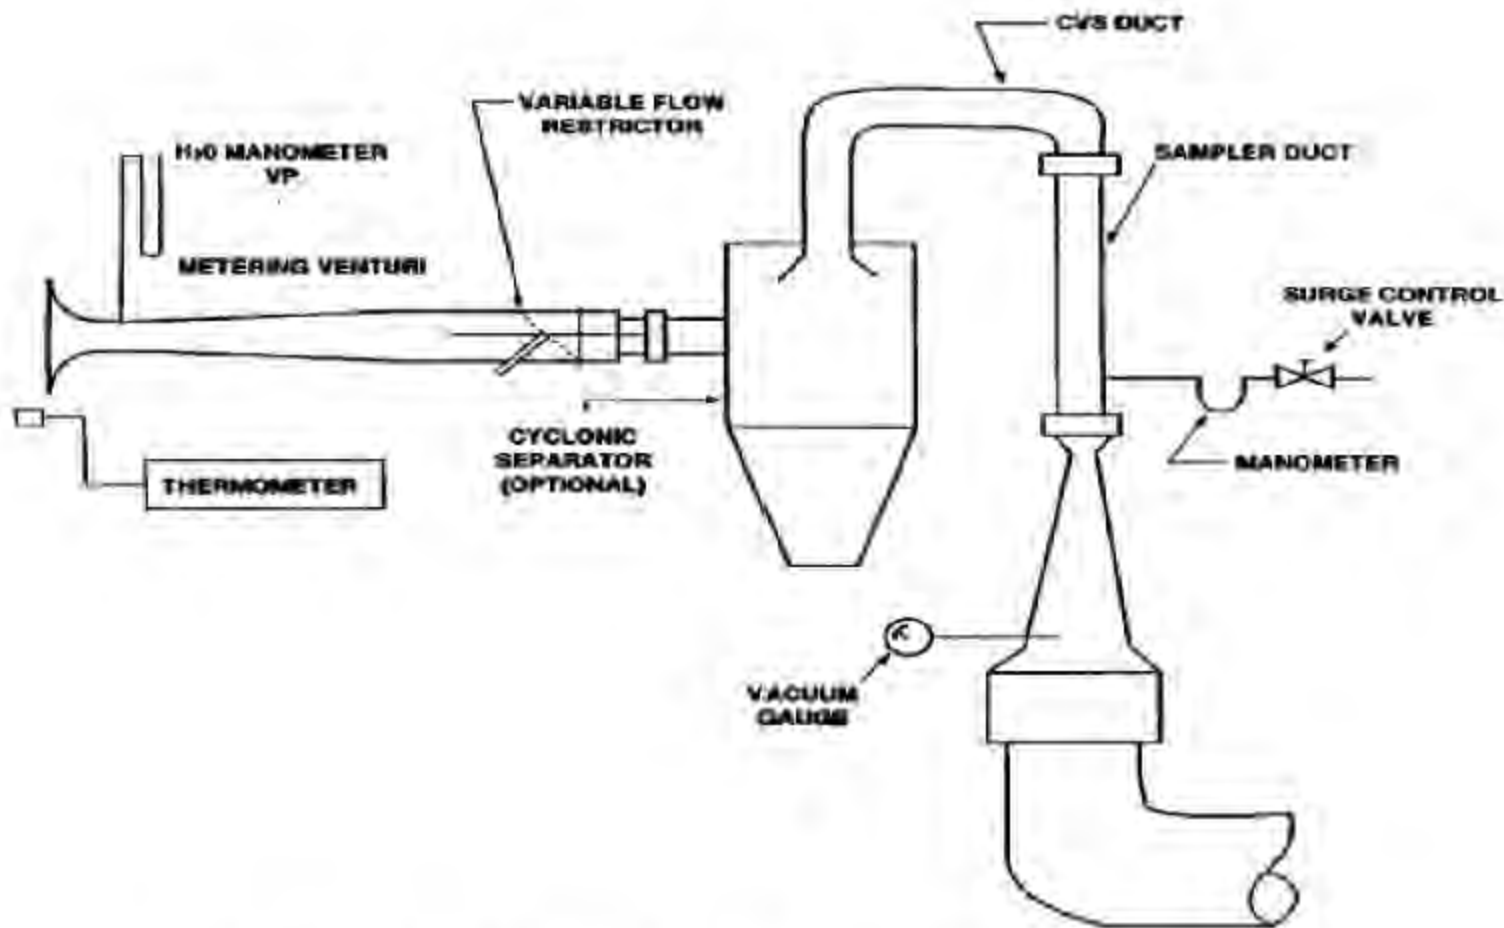 CVS DUCT
VARIABLE FLOW
RESTRICTOR
H₂0 MANOMETER
VP
SAMPLER DUCT
METERING VENTURI
SURGE CONTROL
VALVE
CYCLONIC
SEPARATOR
(OPTIONAL)
MANOMETER
THERMOMETER
VACUUM
GAUGE